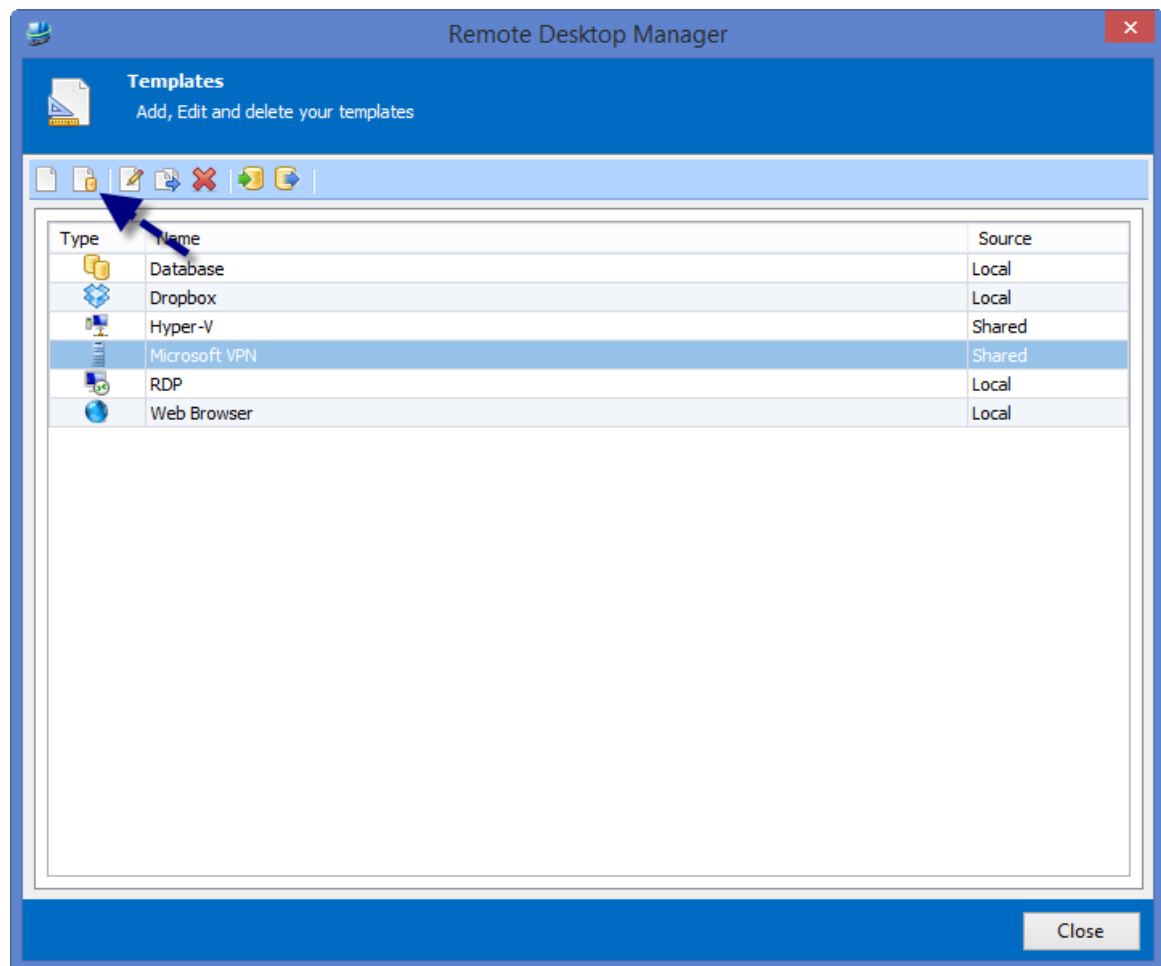 Remote Desktop Manager
Templates
Add, Edit and delete your templates
Type Name Source
Database Local
Dropbox Local
Hyper-V Shared
Microsoft VPN Shared
RDP Local
Web Browser Local
Close